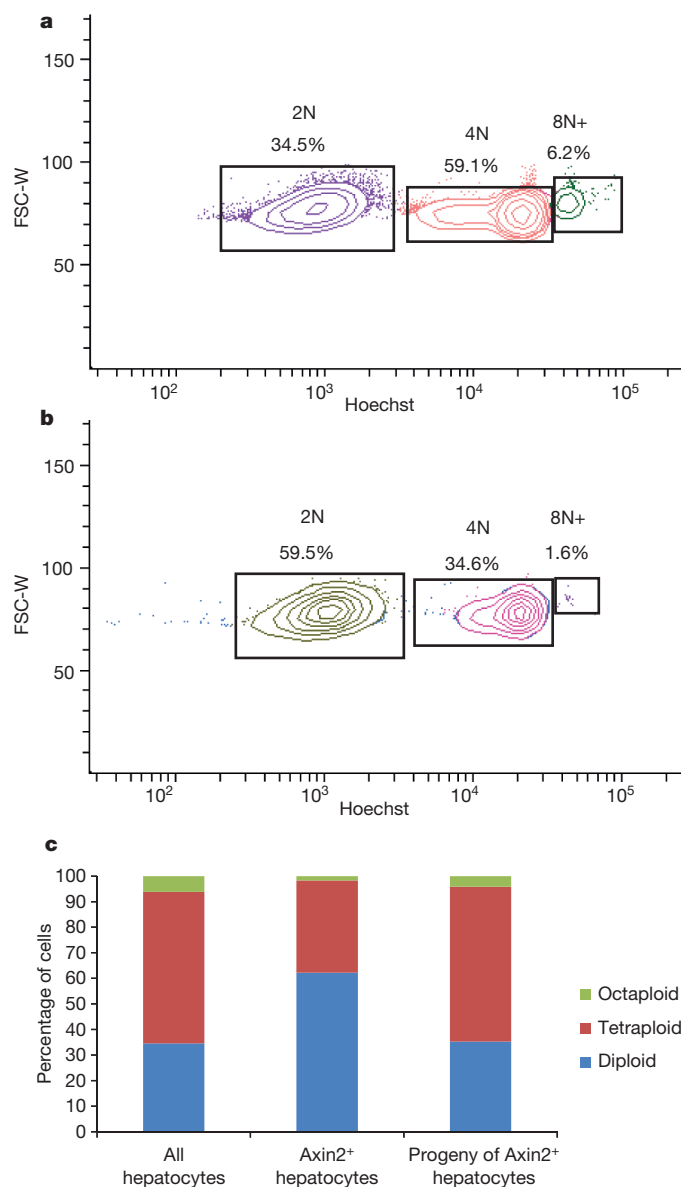 a
2N
34.5%
4N
59.1%
8N+
6.2%
150
100
50
FSC-W
10²
10³
10⁴
10⁵
Hoechst
b
2N
59.5%
4N
34.6%
8N+
1.6%
150
100
50
FSC-W
10²
10³
10⁴
10⁵
Hoechst
c
100
90
80
70
60
50
40
30
20
10
0
Percentage of cells
Octaploid
Tetraploid
Diploid
All
hepatocytes
Axin2⁺
hepatocytes
Progeny of Axin2⁺
hepatocytes